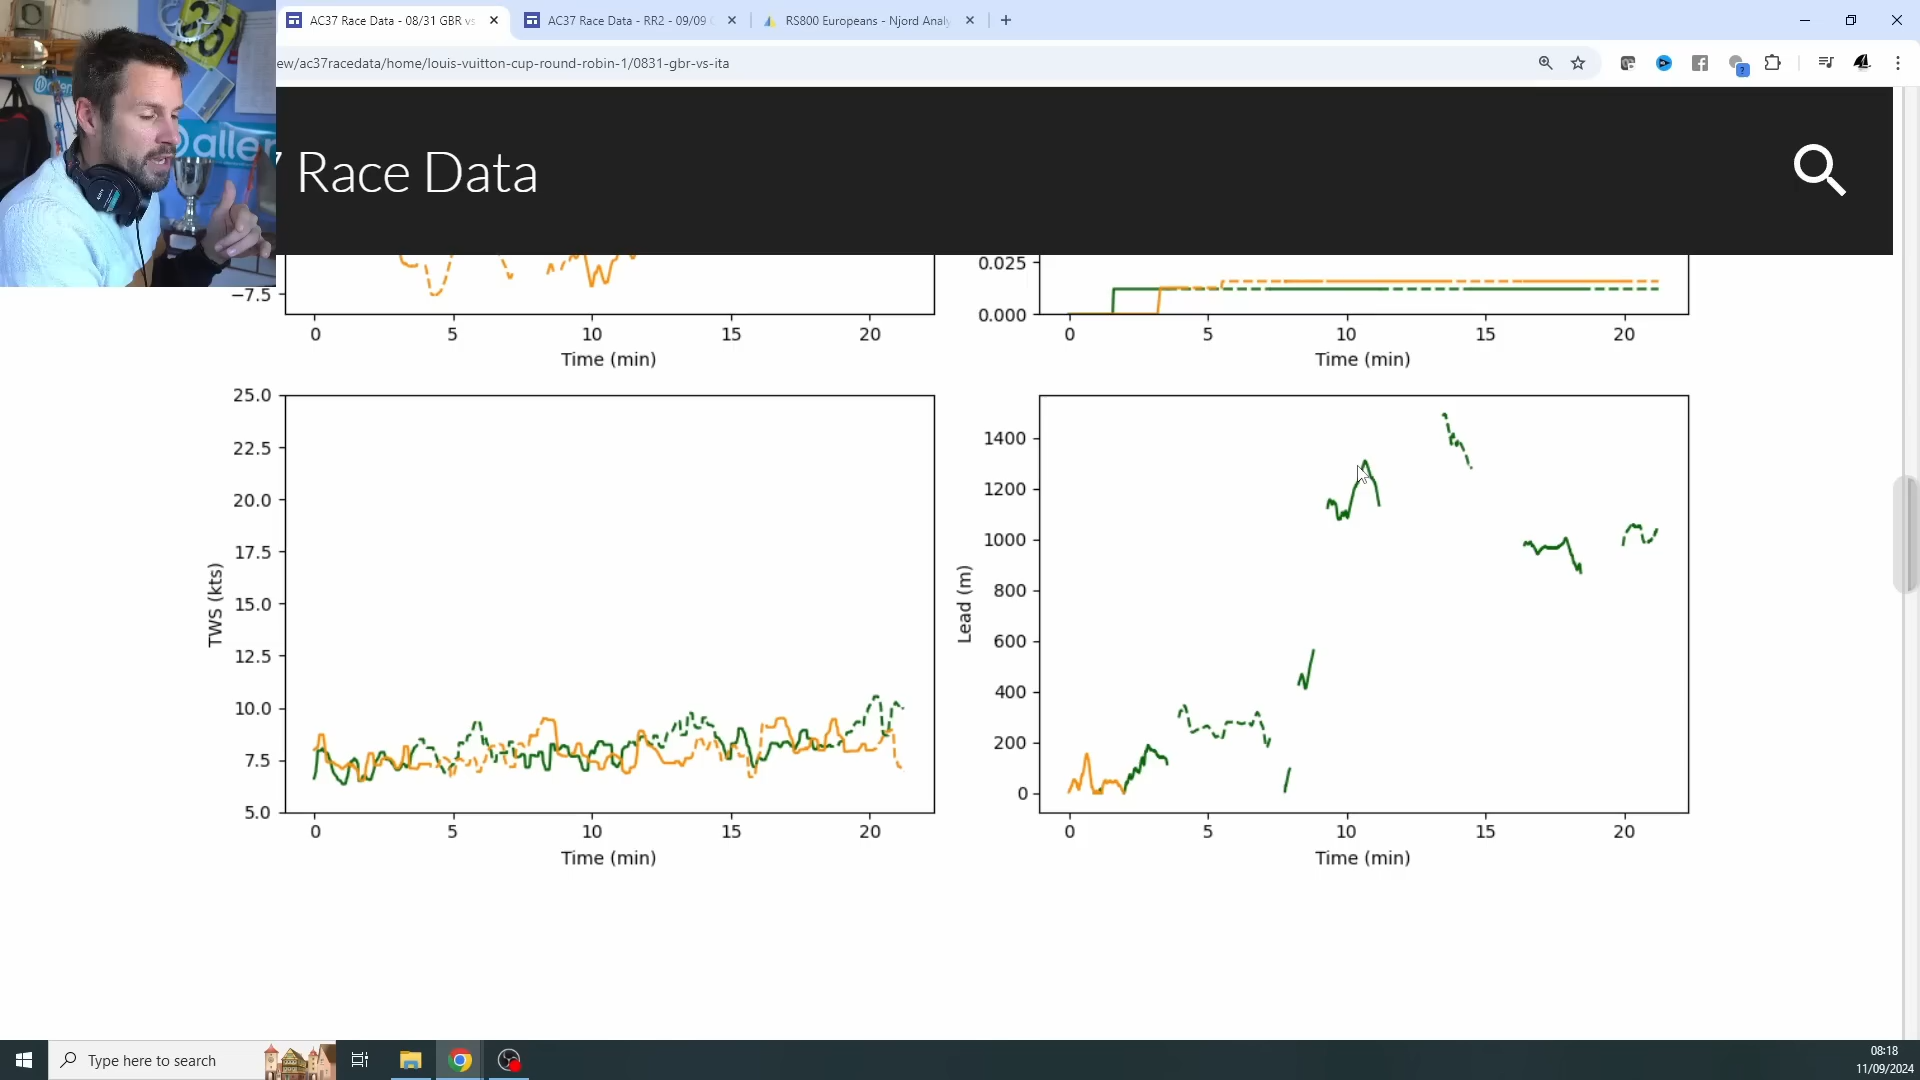 AC37 Race Data - 08/31 GBR vs
AC37 Race Data - RR2 - 09/09
RS800 Europeans - Njord Analy
ew/ac37racedata/home/louis-vuitton-cup-round-robin-1/0831-gbr-vs-ita
7 Race Data
allen
−7.5
0 5 10 15 20
Time (min)
0.025
0.000
0 5 10 15 20
Time (min)
25.0
22.5
20.0
17.5
15.0
12.5
10.0
7.5
5.0
TWS (kts)
0 5 10 15 20
Time (min)
1400
1200
1000
800
600
400
200
0
Lead (m)
0 5 10 15 20
Time (min)
Type here to search
08:18
11/09/2024